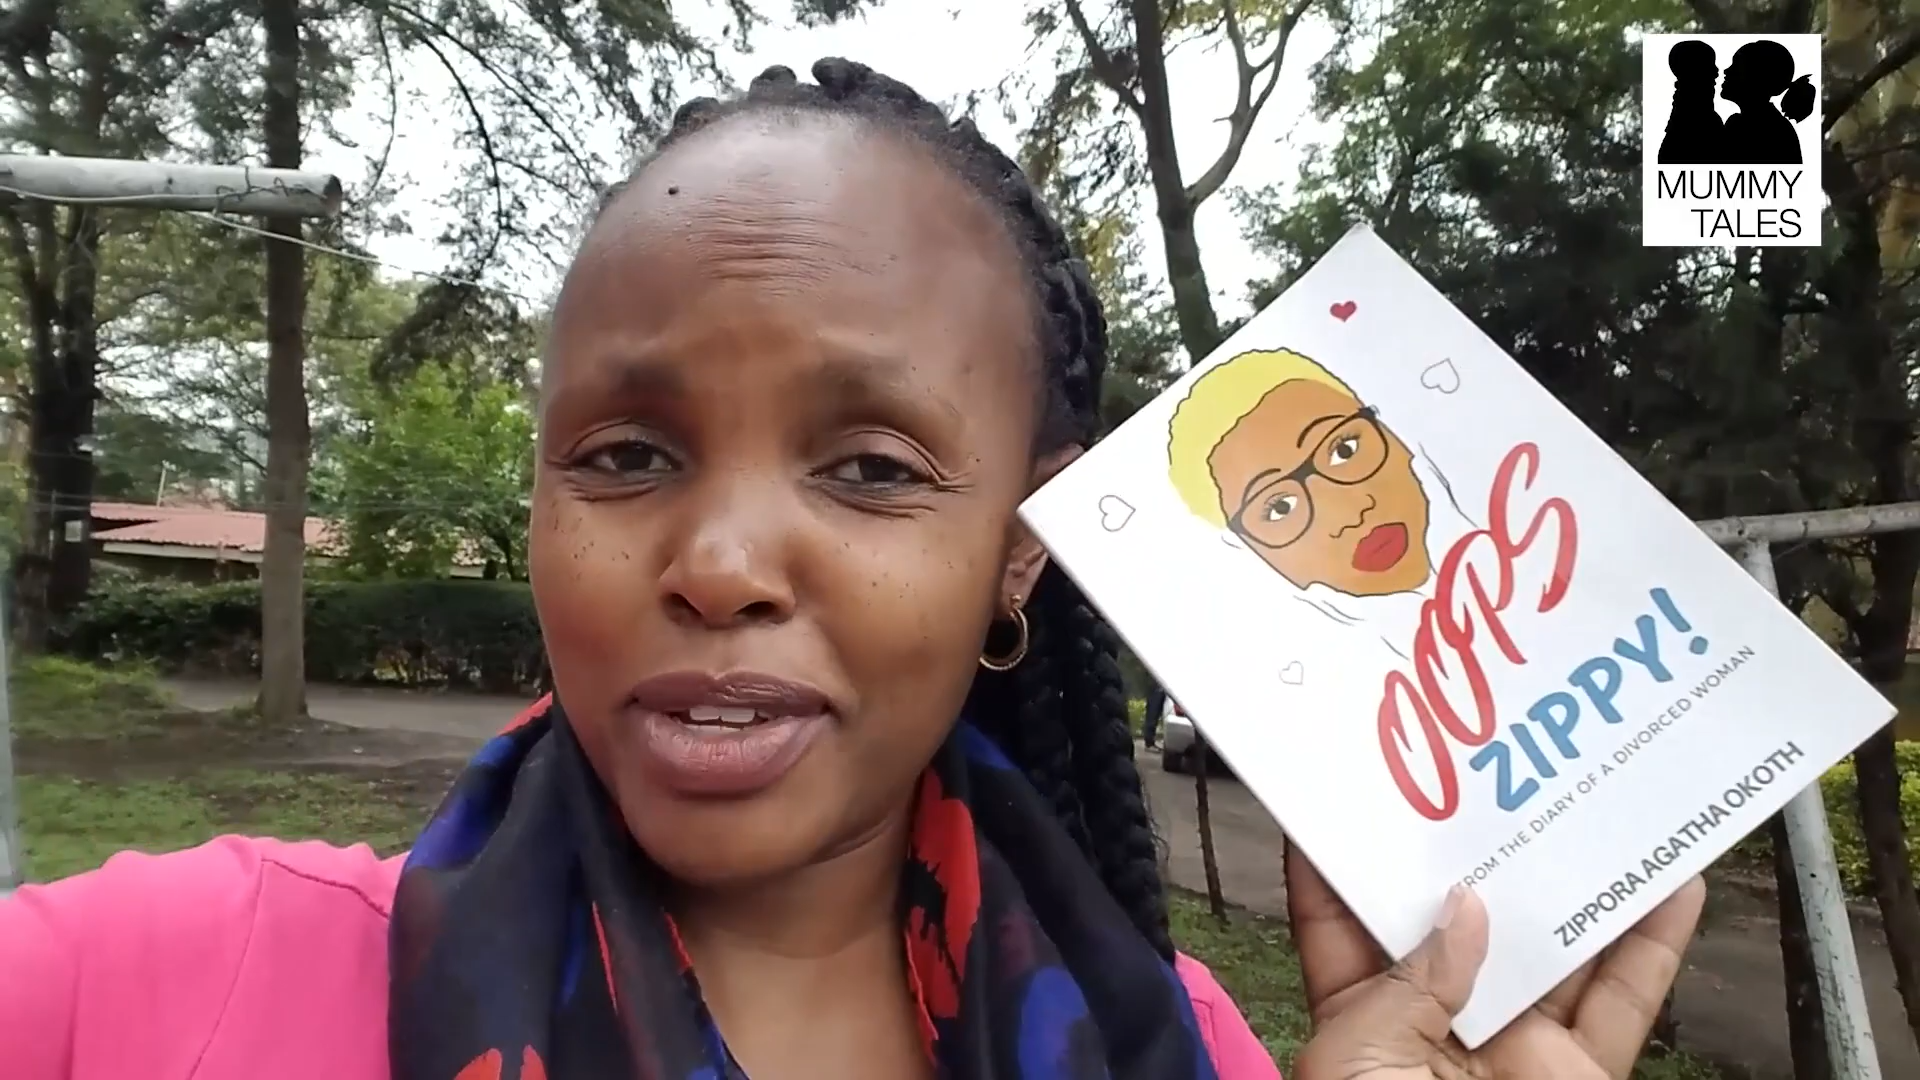 MUMMY
TALES
OOPS
ZIPPY!
FROM THE DIARY OF A DIVORCED WOMAN
ZIPPORA AGATHA OKOTH